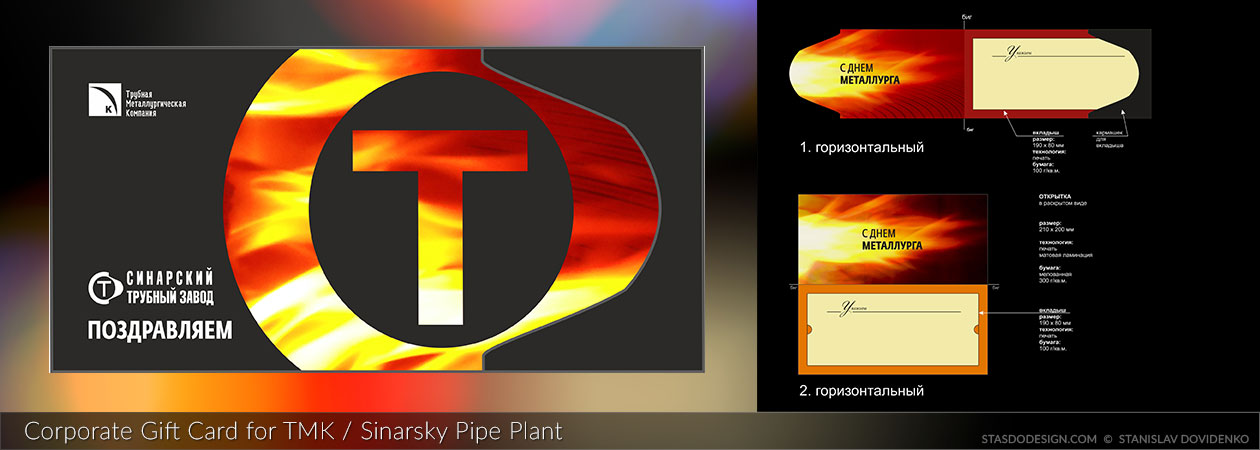 Трубная
Металлургическая
Компания
К
Т
Т
СИНАРСКИЙ
ТРУБНЫЙ ЗАВОД
ПОЗДРАВЛЯЕМ
биг
С ДНЕМ
МЕТАЛЛУРГА
биг
вкладыш
размер:
190 х 80 мм
технология:
печать
бумага:
100 г/кв.м.
кармашек
для
вкладыша
1. горизонтальный
С ДНЕМ
МЕТАЛЛУРГА
биг
биг
ОТКРЫТКА
в раскрытом виде
размер:
210 х 200 мм
технология:
печать
матовая ламинация
бумага:
мелованная
300 г/кв.м.
вкладыш
размер:
190 х 80 мм
технология:
печать
бумага:
100 г/кв.м.
2. горизонтальный
Corporate Gift Card for TMK / Sinarsky Pipe Plant
STASDODESIGN.COM © STANISLAV DOVIDENKO